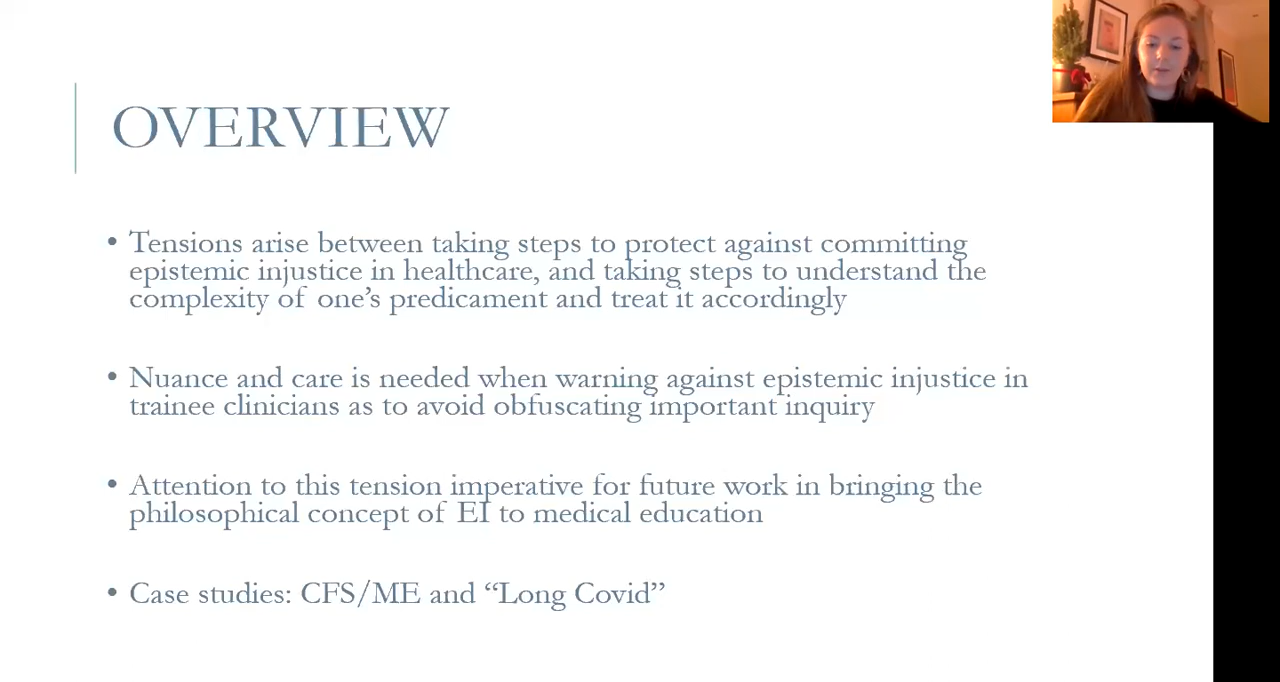 OVERVIEW
• Tensions arise between taking steps to protect against committing
epistemic injustice in healthcare, and taking steps to understand the
complexity of one’s predicament and treat it accordingly
• Nuance and care is needed when warning against epistemic injustice in
trainee clinicians as to avoid obfuscating important inquiry
• Attention to this tension imperative for future work in bringing the
philosophical concept of EI to medical education
• Case studies: CFS/ME and “Long Covid”